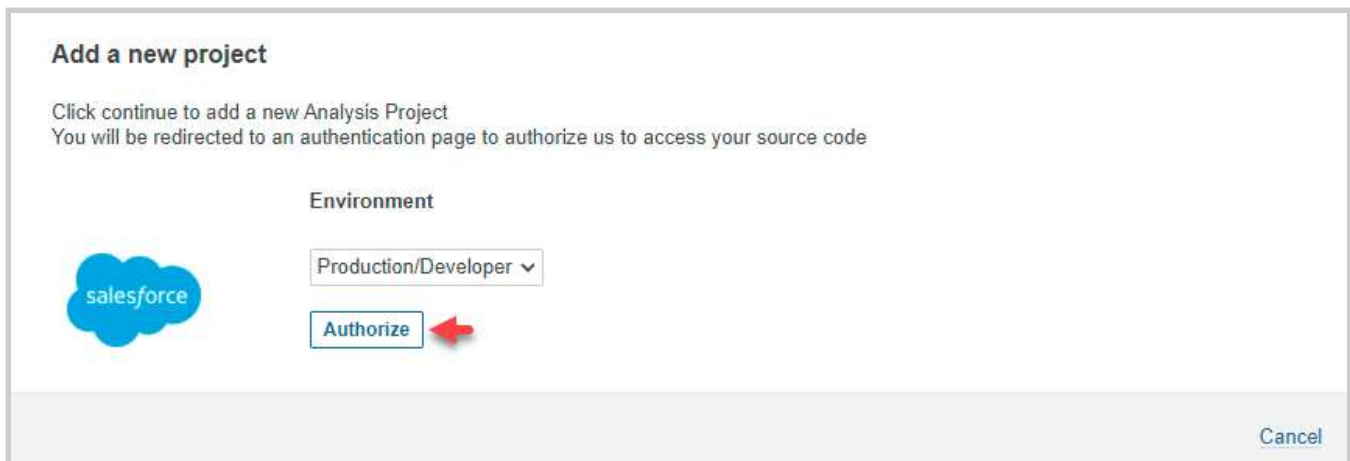 Add a new project
Click continue to add a new Analysis Project
You will be redirected to an authentication page to authorize us to access your source code
Environment
Production/Developer
salesforce
Authorize
Cancel